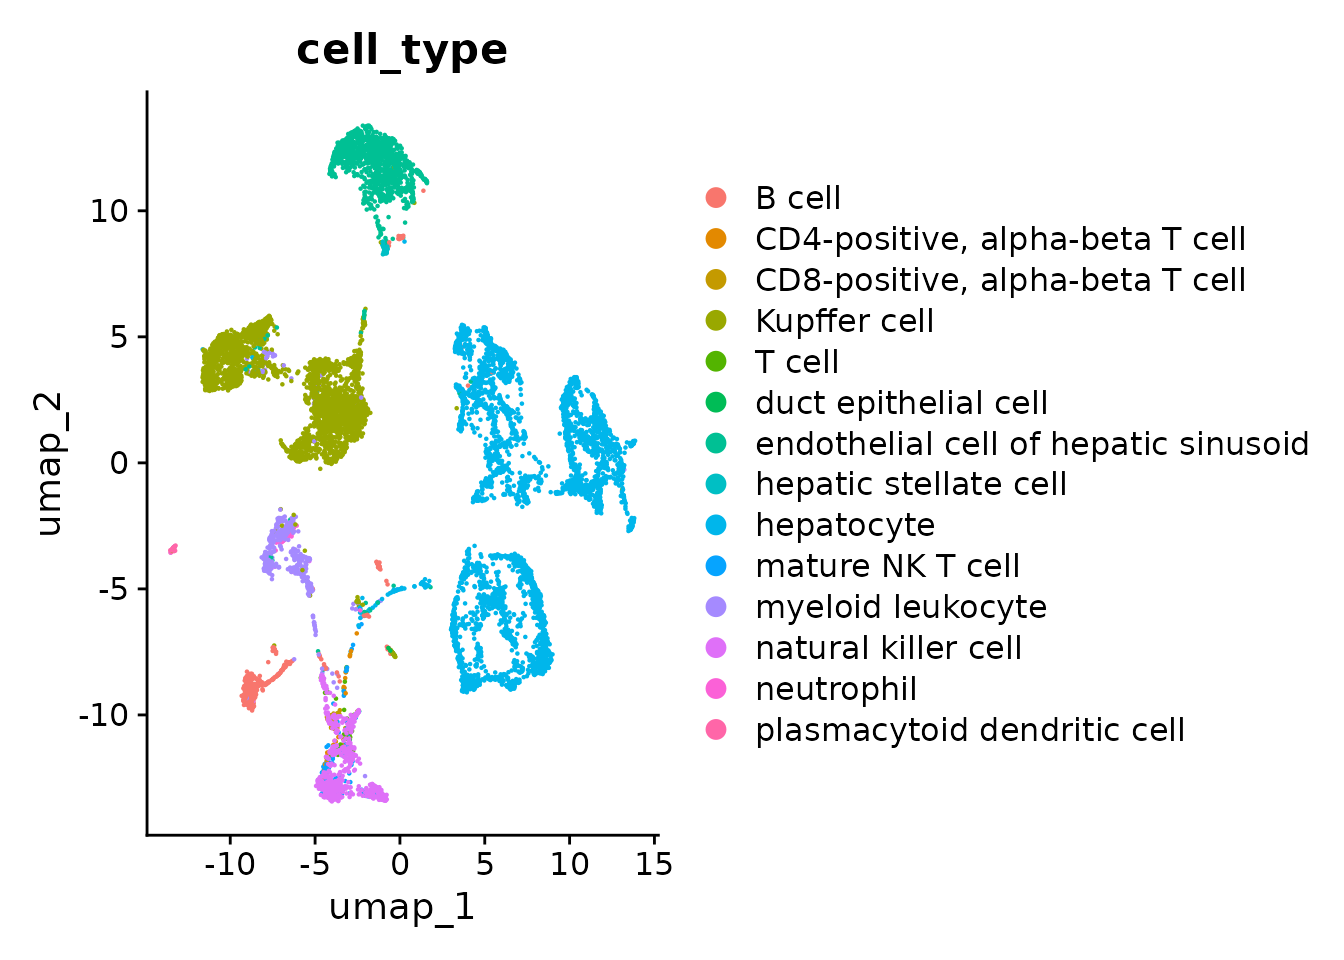 cell_type
umap_2
10
5
0
-5
-10
-10
-5
0
5
10
15
umap_1
B cell
CD4-positive, alpha-beta T cell
CD8-positive, alpha-beta T cell
Kupffer cell
T cell
duct epithelial cell
endothelial cell of hepatic sinusoid
hepatic stellate cell
hepatocyte
mature NK T cell
myeloid leukocyte
natural killer cell
neutrophil
plasmacytoid dendritic cell